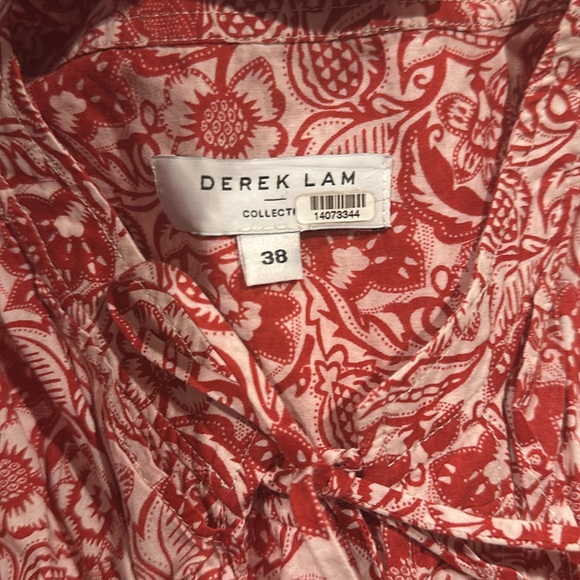 DEREK LAM
COLLECTI
14073344
38